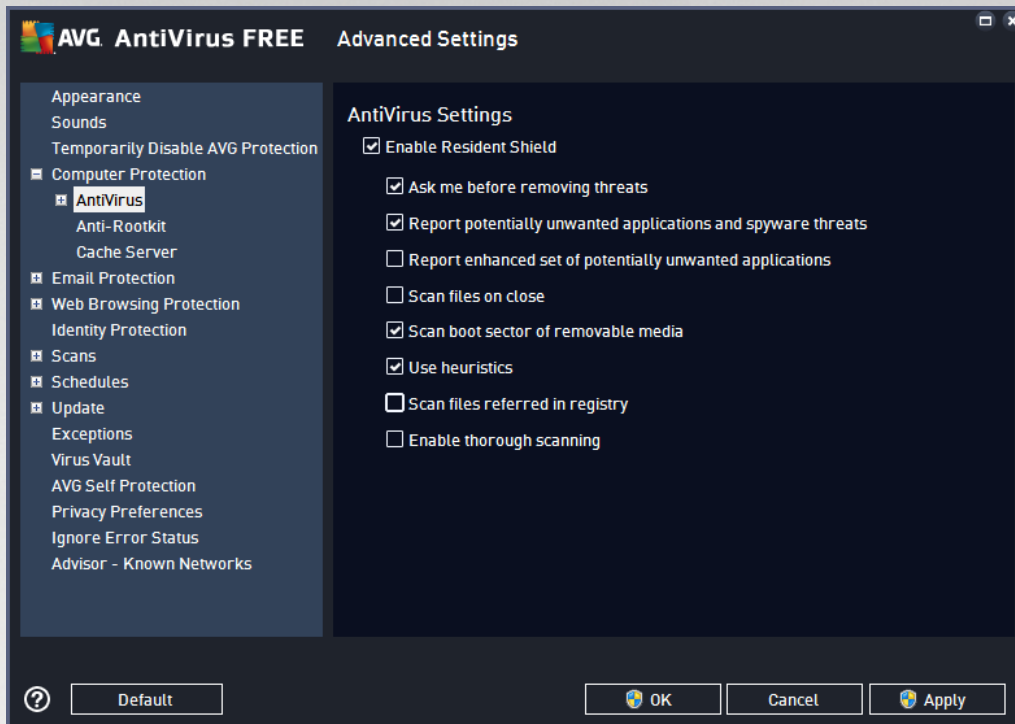 AVG. AntiVirus FREE Advanced Settings
Appearance
Sounds
Temporarily Disable AVG Protection
Computer Protection
AntiVirus
Anti-Rootkit
Cache Server
Email Protection
Web Browsing Protection
Identity Protection
Scans
Schedules
Update
Exceptions
Virus Vault
AVG Self Protection
Privacy Preferences
Ignore Error Status
Advisor - Known Networks
AntiVirus Settings
Enable Resident Shield
Ask me before removing threats
Report potentially unwanted applications and spyware threats
Report enhanced set of potentially unwanted applications
Scan files on close
Scan boot sector of removable media
Use heuristics
Scan files referred in registry
Enable thorough scanning
? Default OK Cancel Apply